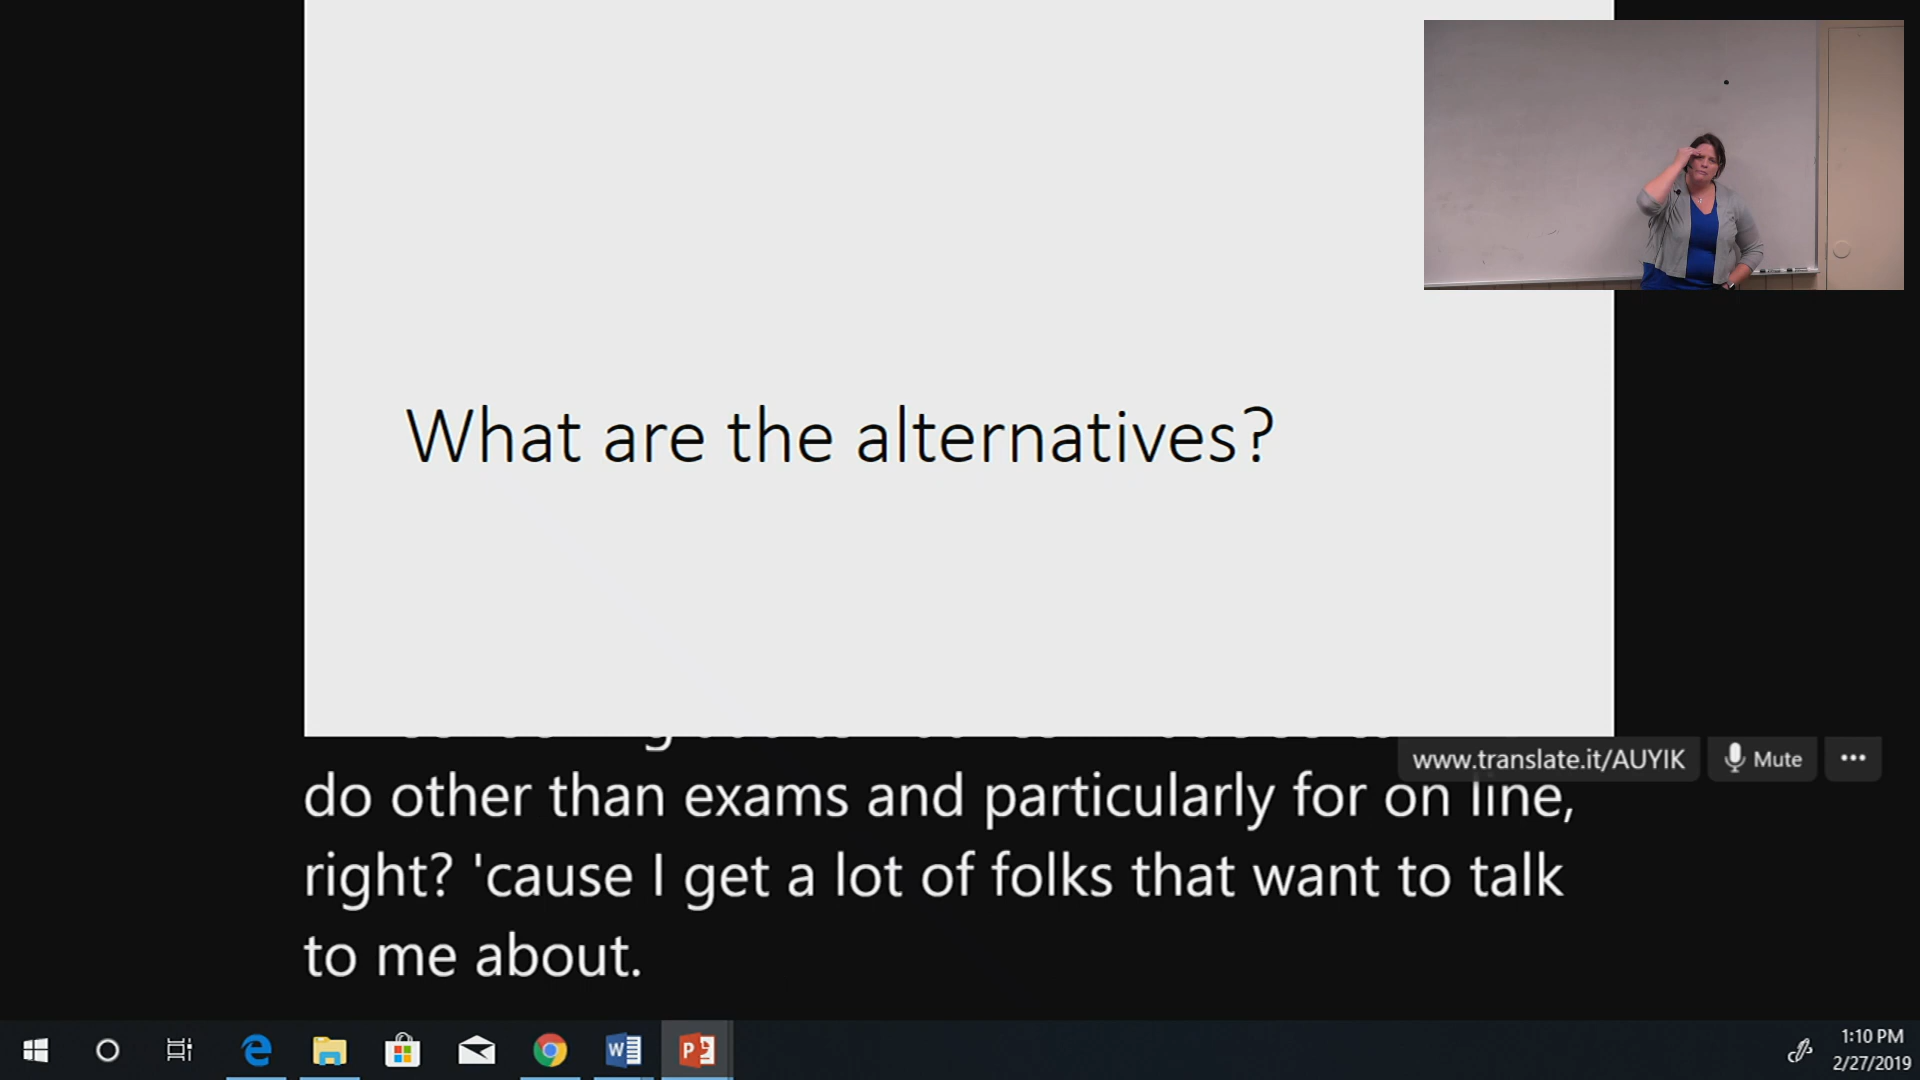 What are the alternatives?
www.translate.it/AUYIK
Mute
do other than exams and particularly for on line,
right? 'cause I get a lot of folks that want to talk
to me about.
1:10 PM
2/27/2019